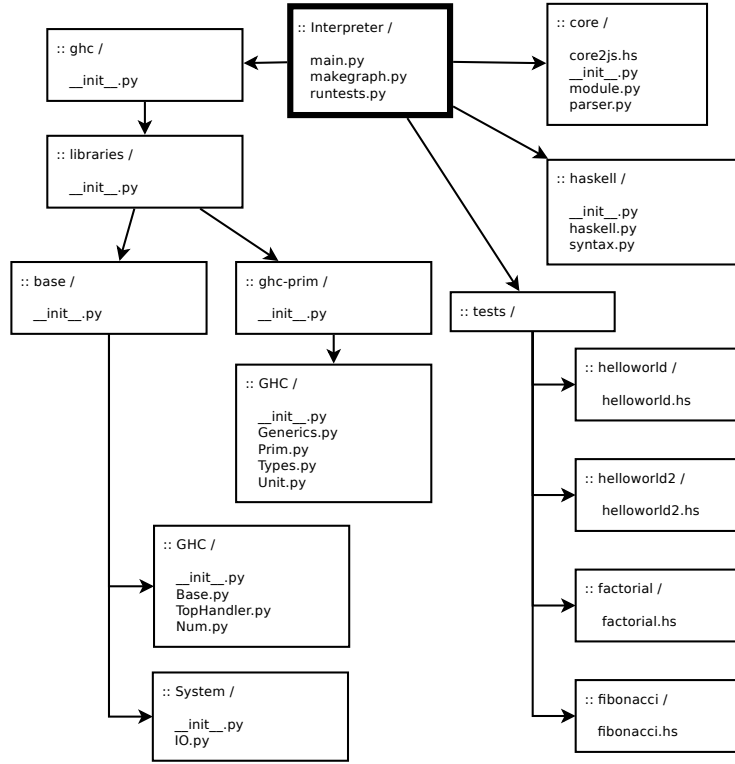 :: Interpreter /
main.py
makegraph.py
runtests.py
:: ghc /
__init__.py
:: core /
core2js.hs
__init__.py
module.py
parser.py
:: libraries /
__init__.py
:: haskell /
__init__.py
haskell.py
syntax.py
:: base /
__init__.py
:: ghc-prim /
__init__.py
:: tests /
:: GHC /
__init__.py
Generics.py
Prim.py
Types.py
Unit.py
:: helloworld /
helloworld.hs
:: helloworld2 /
helloworld2.hs
:: GHC /
__init__.py
Base.py
TopHandler.py
Num.py
:: factorial /
factorial.hs
:: System /
__init__.py
IO.py
:: fibonacci /
fibonacci.hs